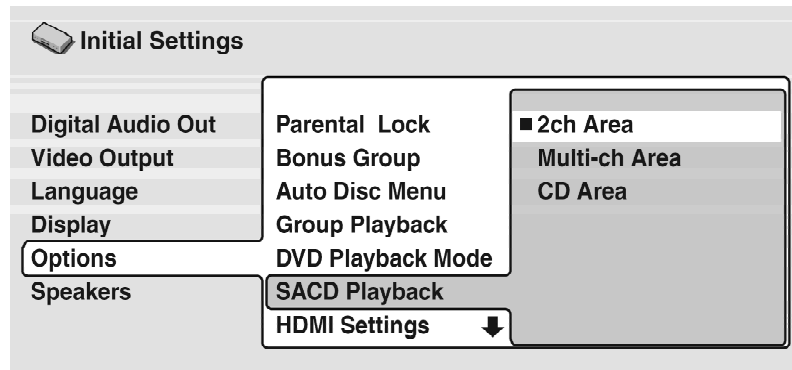 Initial Settings
Digital Audio Out
Video Output
Language
Display
Options
Speakers
Parental Lock
Bonus Group
Auto Disc Menu
Group Playback
DVD Playback Mode
SACD Playback
HDMI Settings
2ch Area
Multi-ch Area
CD Area